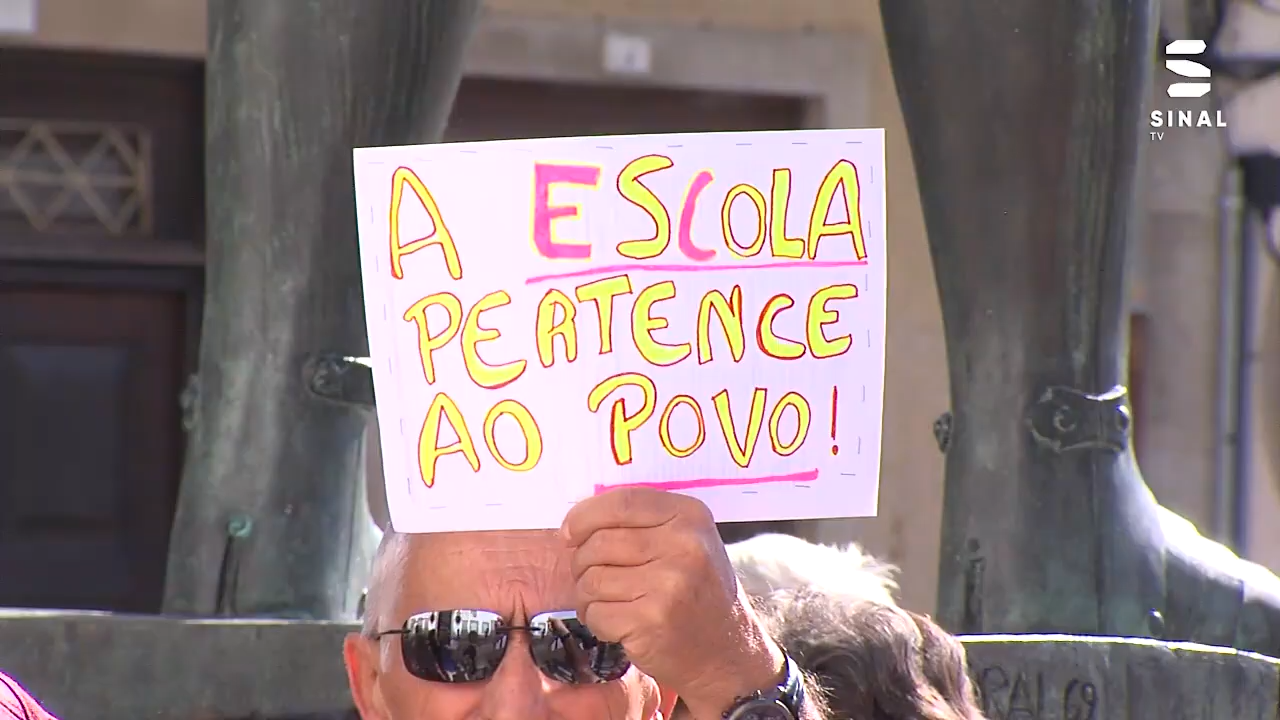 SINAL
TV
A ESCOLA
PERTENCE
AO POVO!